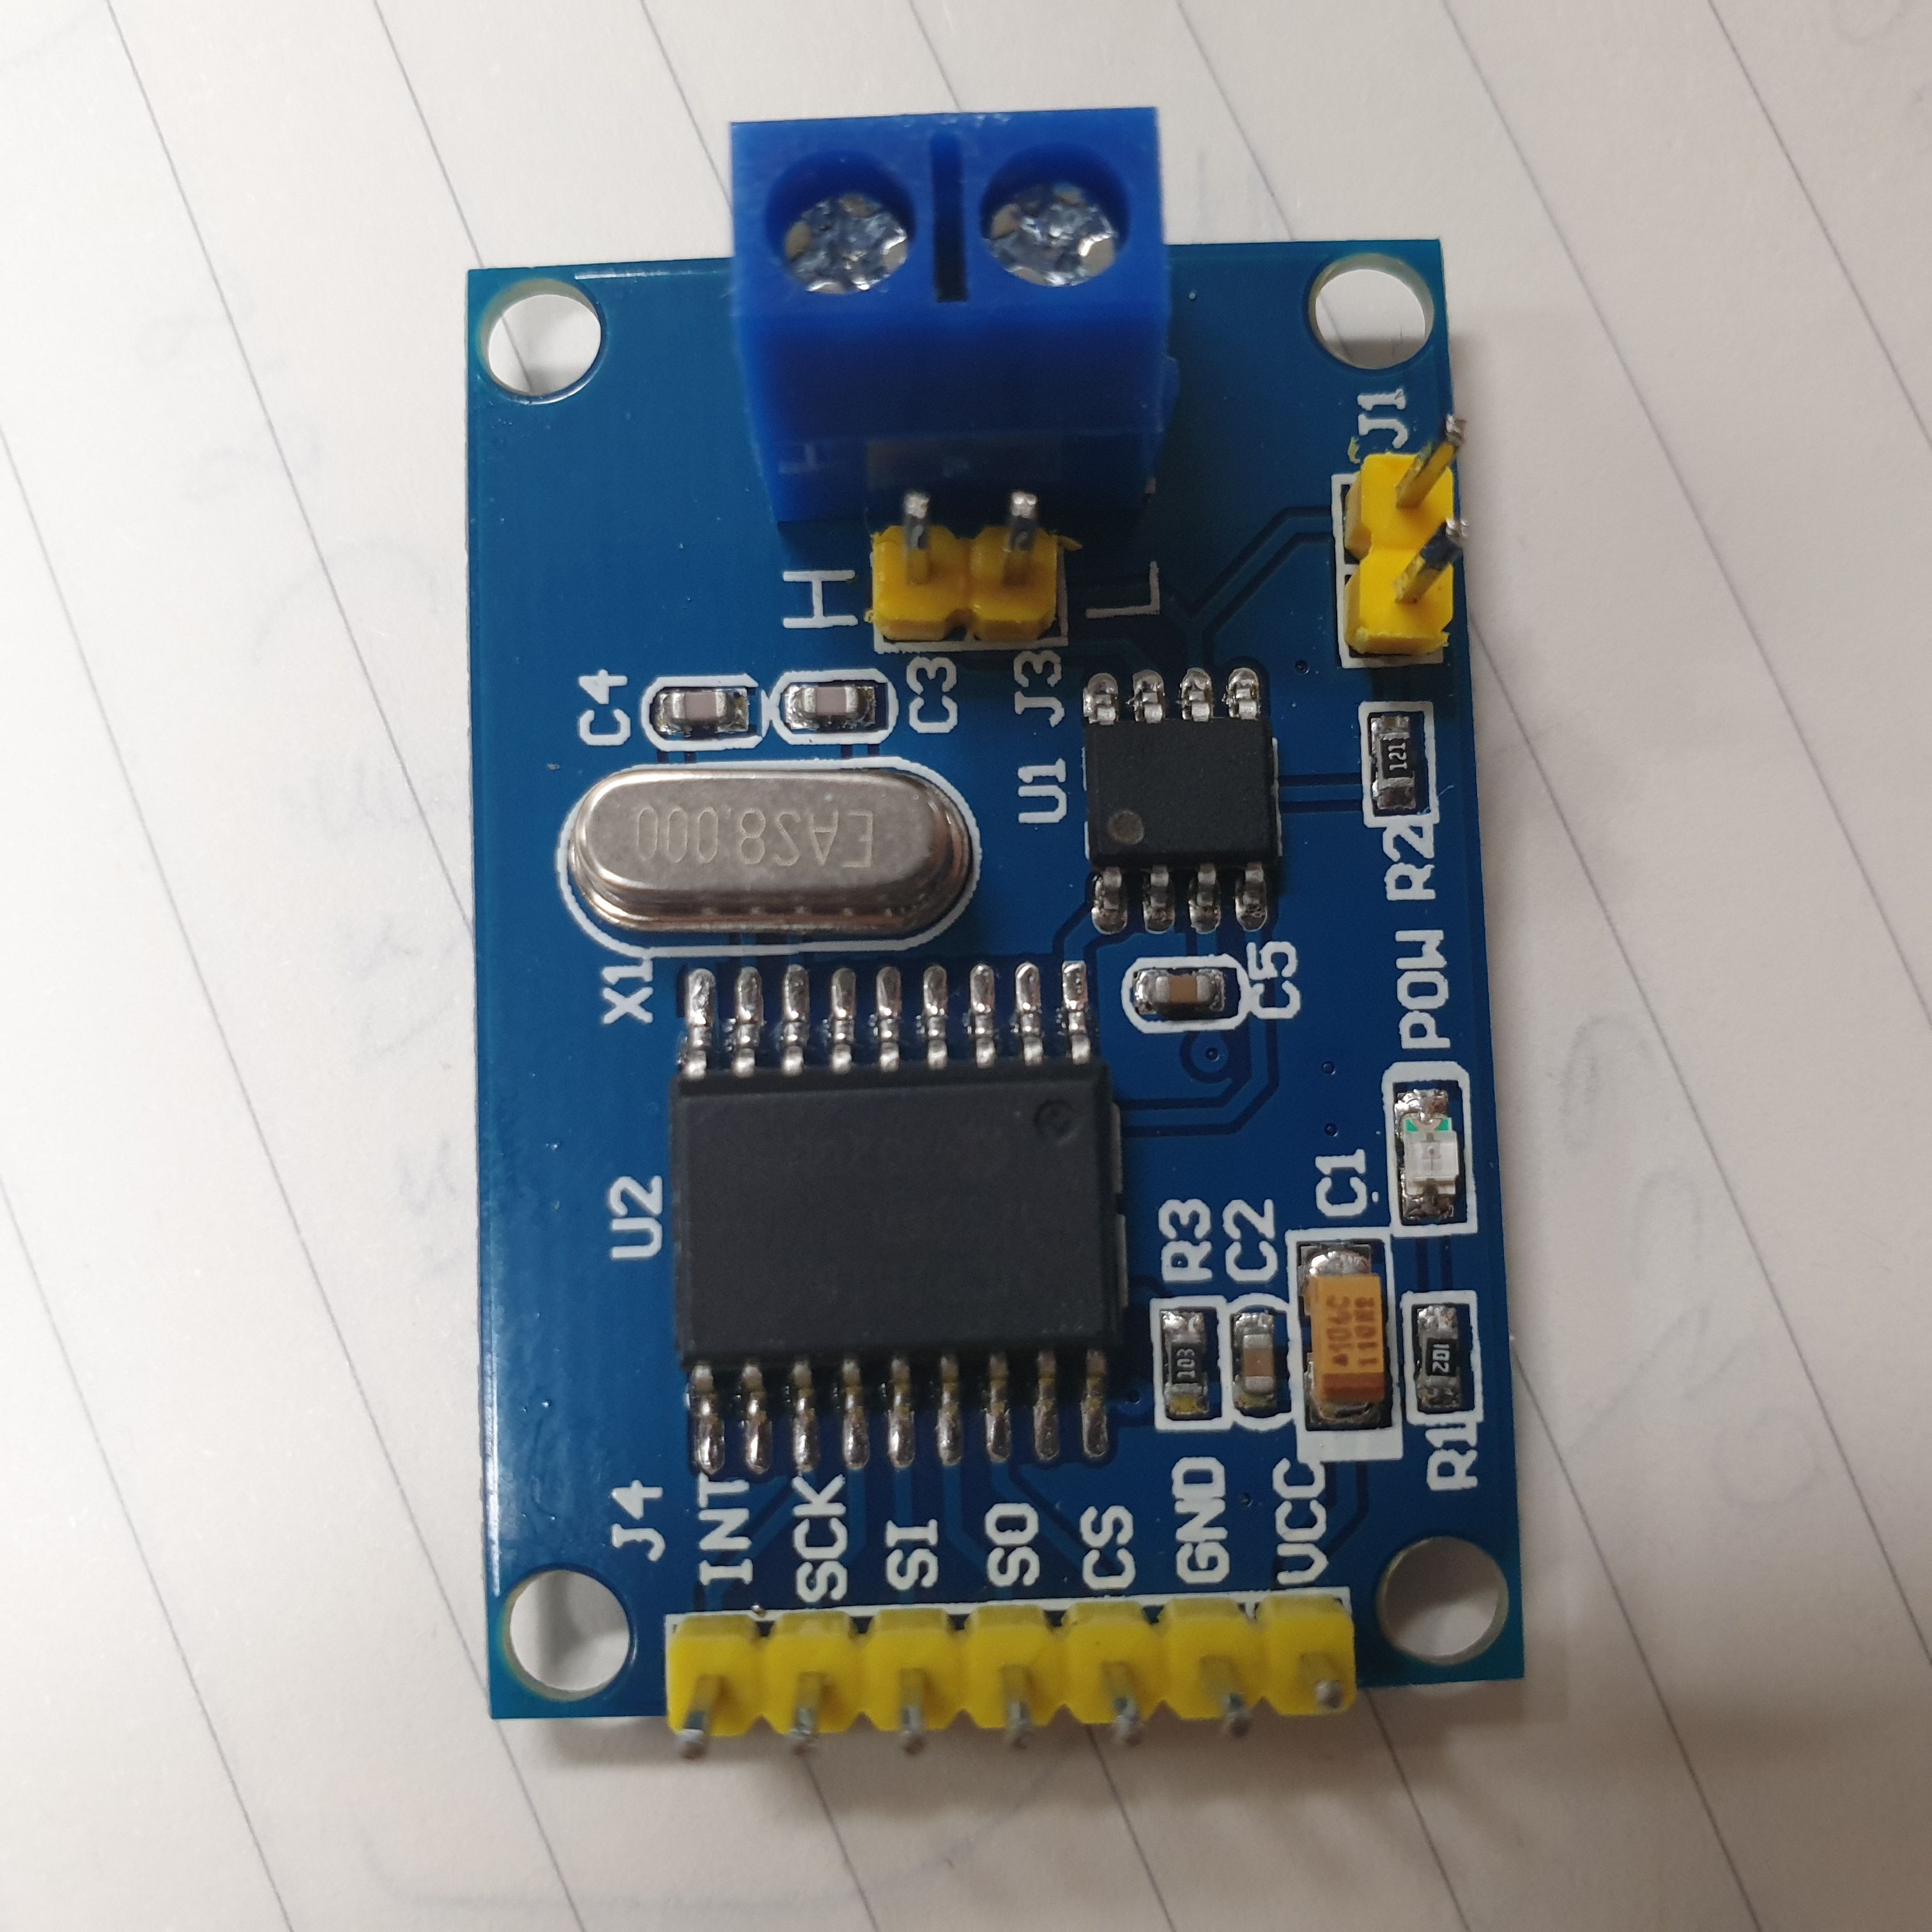 J4
U2
X1
C4
INT
SCK
SI
SO
CS
GND
VCC
EAS8.000
H
C3
U1
J3
L
103
R3
C2
C5
106C
C1
R1
201
POW
R2
121
J1